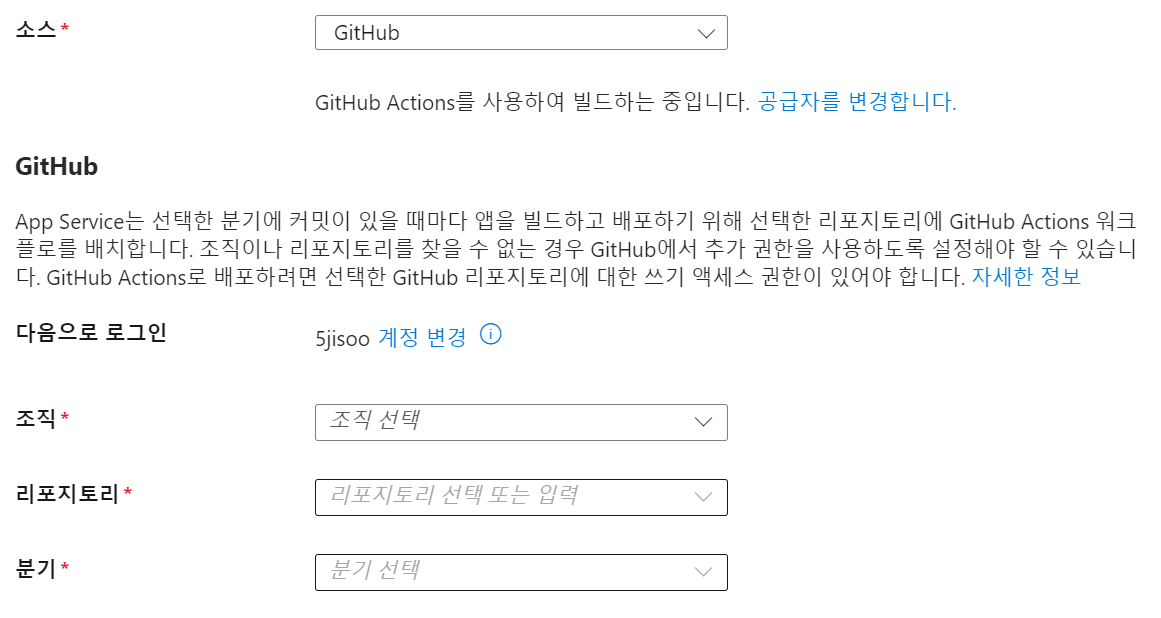 소스 *
GitHub
GitHub Actions를 사용하여 빌드하는 중입니다. 공급자를 변경합니다.
GitHub
App Service는 선택한 분기에 커밋이 있을 때마다 앱을 빌드하고 배포하기 위해 선택한 리포지토리에 GitHub Actions 워크
플로를 배치합니다. 조직이나 리포지토리를 찾을 수 없는 경우 GitHub에서 추가 권한을 사용하도록 설정해야 할 수 있습니
다. GitHub Actions로 배포하려면 선택한 GitHub 리포지토리에 대한 쓰기 액세스 권한이 있어야 합니다. 자세한 정보
다음으로 로그인
5jisoo 계정 변경
조직 *
조직 선택
리포지토리 *
리포지토리 선택 또는 입력
분기 *
분기 선택